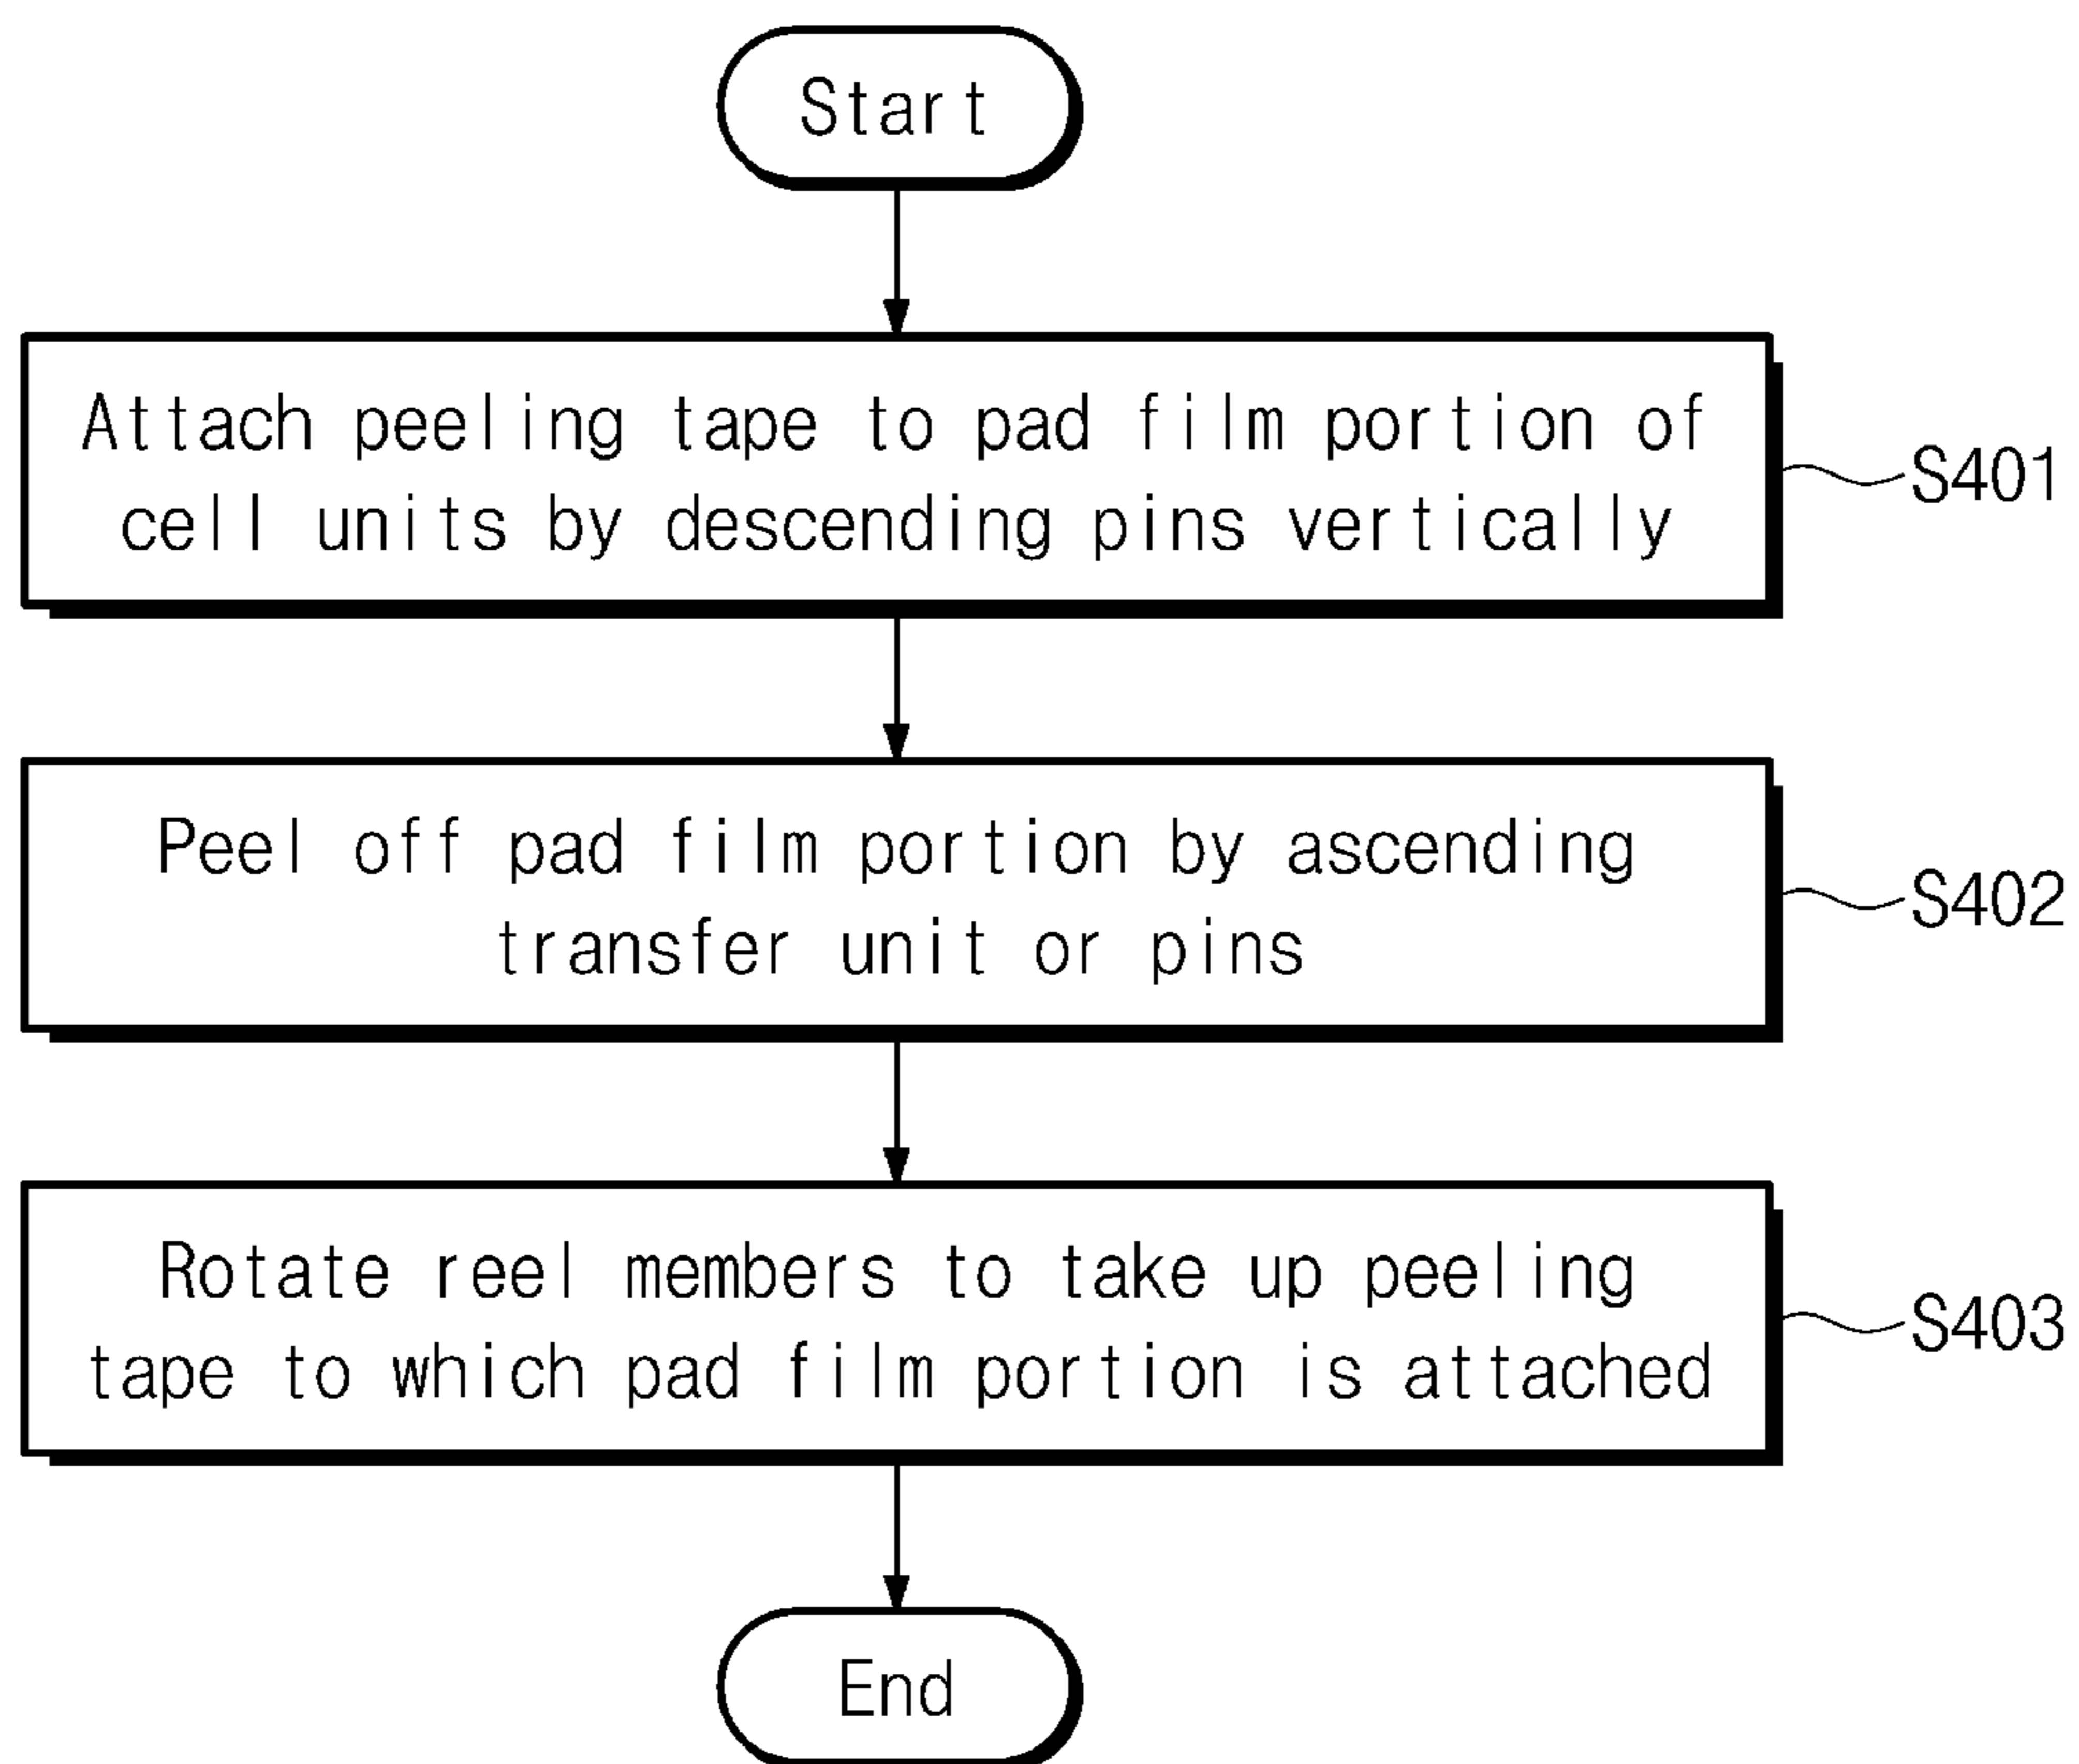 Start
Attach peeling tape to pad film portion of
cell units by descending pins vertically
S401
Peel off pad film portion by ascending
transfer unit or pins
S402
Rotate reel members to take up peeling
tape to which pad film portion is attached
S403
End